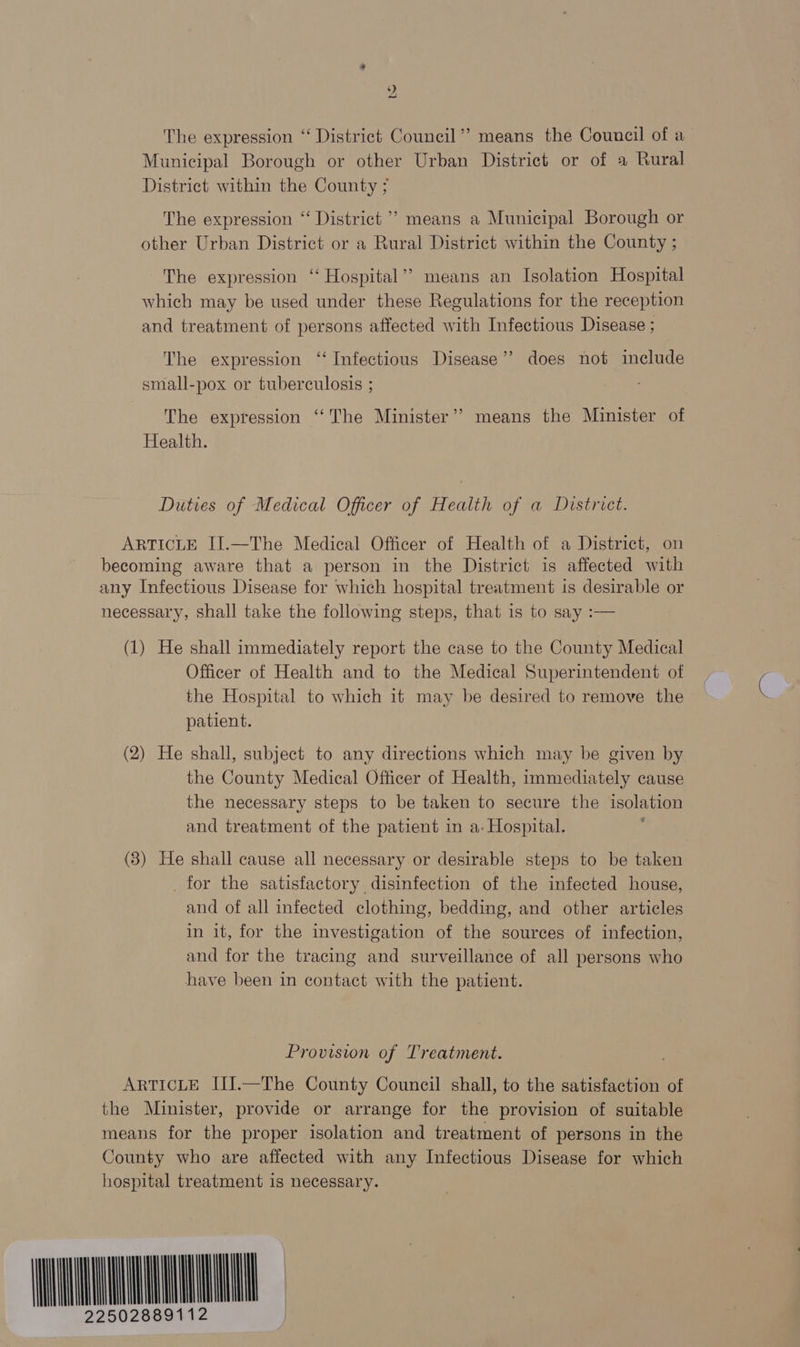 2
The expression “ District Council ” means the Council of a
Municipal Borough or other Urban District or of a Rural
District within the County ;
The expression “ District ” means a Municipal Borough or
other Urban District or a Rural District within the County ;
The expression “ Hospital ” means an Isolation Hospital
which may be used under these Regulations for the reception
and treatment of persons affected with Infectious Disease ;
The expression “ Infectious Disease ” does not include
small-pox or tuberculosis ;
The expression “ The Minister ” means the Minister of
Health.
Duties of Medical Officer of Health of a District.
ARTICLE II.—The Medical Officer of Health of a District, on
becoming aware that a person in the District is affected with
any Infectious Disease for which hospital treatment is desirable or
necessary, shall take the following steps, that is to say :—
(1) He shall immediately report the case to the County Medical
Officer of Health and to the Medical Superintendent of
the Hospital to which it may be desired to remove the
patient.
(2) He shall, subject to any directions which may be given by
the County Medical Officer of Health, immediately cause
the necessary steps to be taken to secure the isolation
and treatment of the patient in a Hospital.
(3) He shall cause all necessary or desirable steps to be taken
for the satisfactory disinfection of the infected house,
and of all infected clothing, bedding, and other articles
in it, for the investigation of the sources of infection,
and for the tracing and surveillance of all persons who
have been in contact with the patient.
Provision of Treatment.
ARTICLE III.—The County Council shall, to the satisfaction of
the Minister, provide or arrange for the provision of suitable
means for the proper isolation and treatment of persons in the
County who are affected with any Infectious Disease for which
hospital treatment is necessary.
22502889112